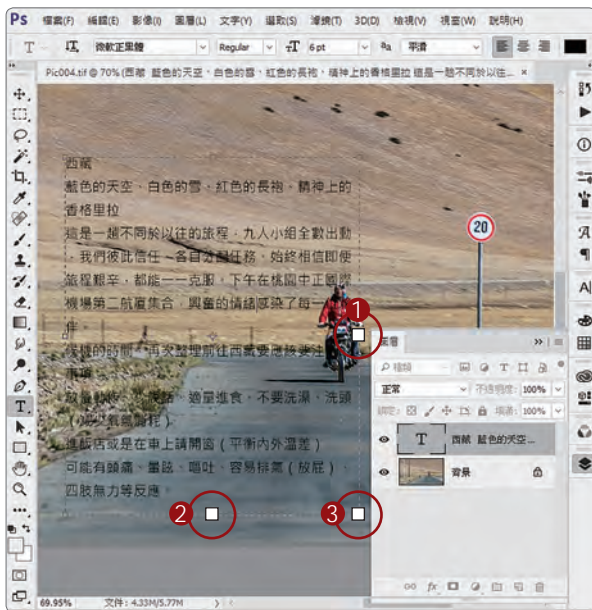 Ps 檔案(F) 編輯(E) 影像(I) 圖層(L) 文字(Y) 選取(S) 濾鏡(T) 3D(D) 檢視(V) 視窗(W) 說明(H)
T 微軟正黑體 Regular 6 pt 平滑
Pic004.tif @ 70% (西藏 藍色的天空，白色的雪，紅色的長袍，精神上的香格里拉 這是一趟不同於以往... ×
西藏
藍色的天空，白色的雪，紅色的長袍，精神上的
香格里拉
這是一趟不同於以往的旅程，九人小組全數出動
，我們彼此信任、各自分配任務，始終相信即便
旅程艱辛，都能一一克服，下午在桃園中正國際
機場第二航廈集合，興奮的情緒感染了每一
伴。
候機的時間，再次整理前往西藏要應該要注
事項
放慢動作、說話、適量進食，不要洗澡，洗頭
進飯店或是在車上請開窗（平衡內外溫差）
可能有頭痛、暈眩、嘔吐、容易排氣（放屁）、
四肢無力等反應。
20
1
2
3
圖層
種類
正常 不透明度: 100%
鎖定: 填滿: 100%
T 西藏 藍色的天空...
背景
fx
69.95% 文件: 4.33M/5.77M